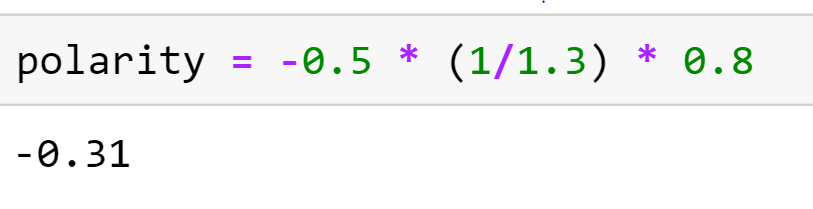 polarity = -0.5 * (1/1.3) * 0.8
-0.31